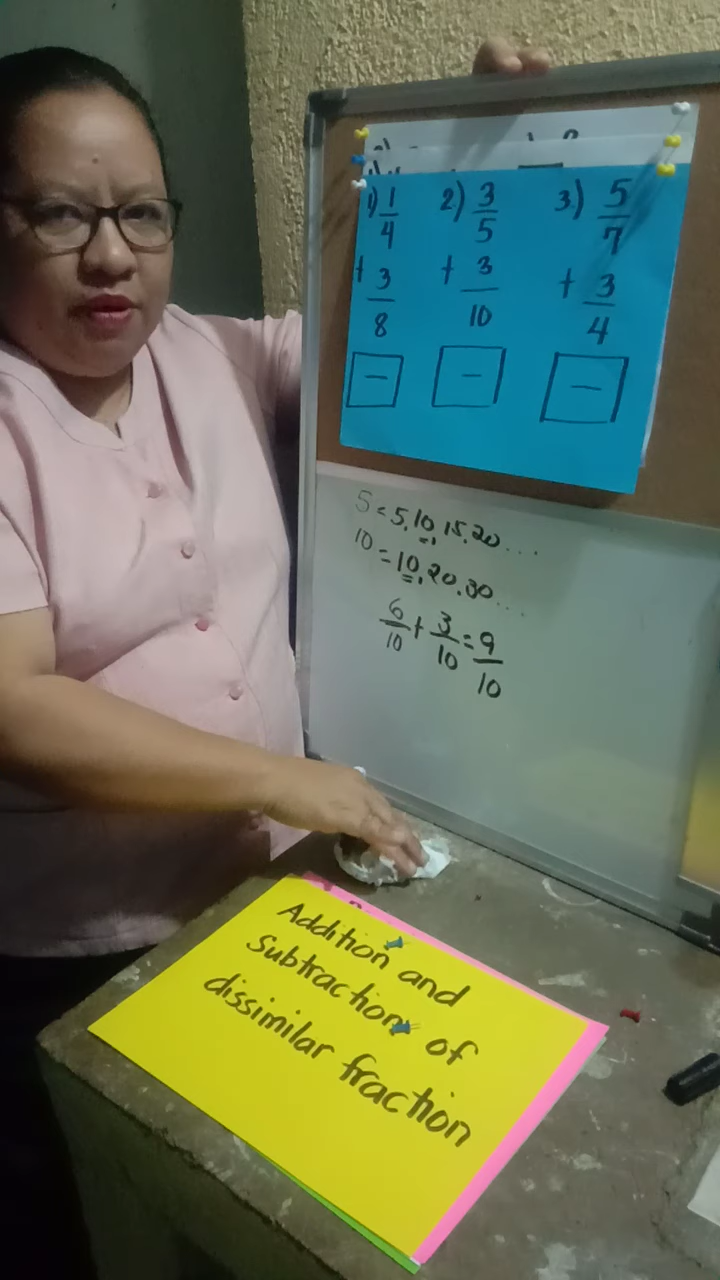 1) 1/4 2) 3/5 3) 5/7
+ 3/8 + 3/10 + 3/4
5 = 5, 10, 15, 20 ....
10 = 10, 20, 30 ....
6/10 + 3/10 = 9/10
Addition and
Subtraction of
dissimilar fraction